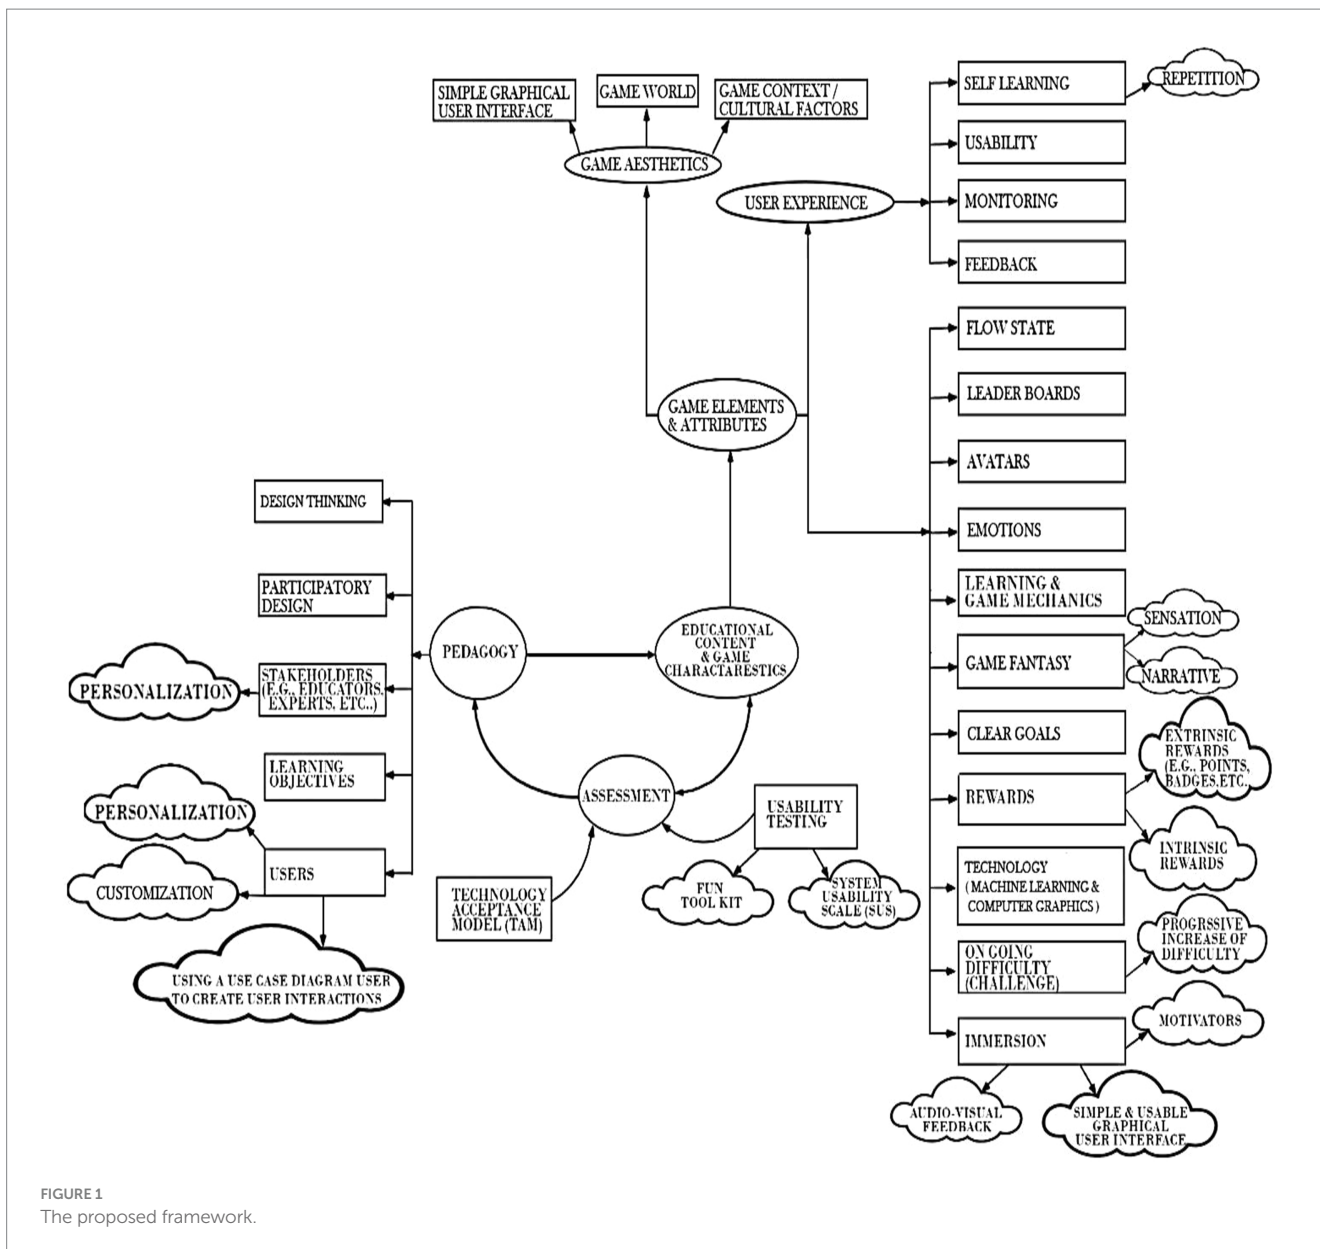 SIMPLE GRAPHICAL
USER INTERFACE
GAME WORLD
GAME CONTEXT /
CULTURAL FACTORS
GAME AESTHETICS
USER EXPERIENCE
SELF LEARNING
REPETITION
USABILITY
MONITORING
FEEDBACK
FLOW STATE
LEADER BOARDS
AVATARS
EMOTIONS
LEARNING &
GAME MECHANICS
GAME FANTASY
SENSATION
NARRATIVE
CLEAR GOALS
REWARDS
EXTRINSIC
REWARDS
(E.G., POINTS,
BADGES.ETC,
INTRINSIC
REWARDS
TECHNOLOGY
( MACHINE LEARNING &
COMPUTER GRAPHICS )
ON GOING
DIFFICULTY
(CHALLENGE)
PROGRSSIVE
INCREASE OF
DIFFICULTY
IMMERSION
MOTIVATORS
AUDIO-VISUAL
FEEDBACK
SIMPLE & USABLE
GRAPHICAL
USER INTERFACE
GAME ELEMENTS
& ATTRIBUTES
EDUCATIONAL
CONTENT
& GAME
CHARACTARESTICS
PEDAGOGY
ASSESSMENT
DESIGN THINKING
PARTICIPATORY
DESIGN
STAKEHOLDERS
(E.G., EDUCATORS,
EXPERTS, ETC..)
PERSONALIZATION
LEARNING
OBJECTIVES
PERSONALIZATION
USERS
CUSTOMIZATION
USING A USE CASE DIAGRAM USER
TO CREATE USER INTERACTIONS
TECHNOLOGY
ACCEPTANCE
MODEL (TAM)
USABILITY
TESTING
FUN
TOOL KIT
SYSTEM
USABILITY
SCALE (SUS)
FIGURE 1
The proposed framework.